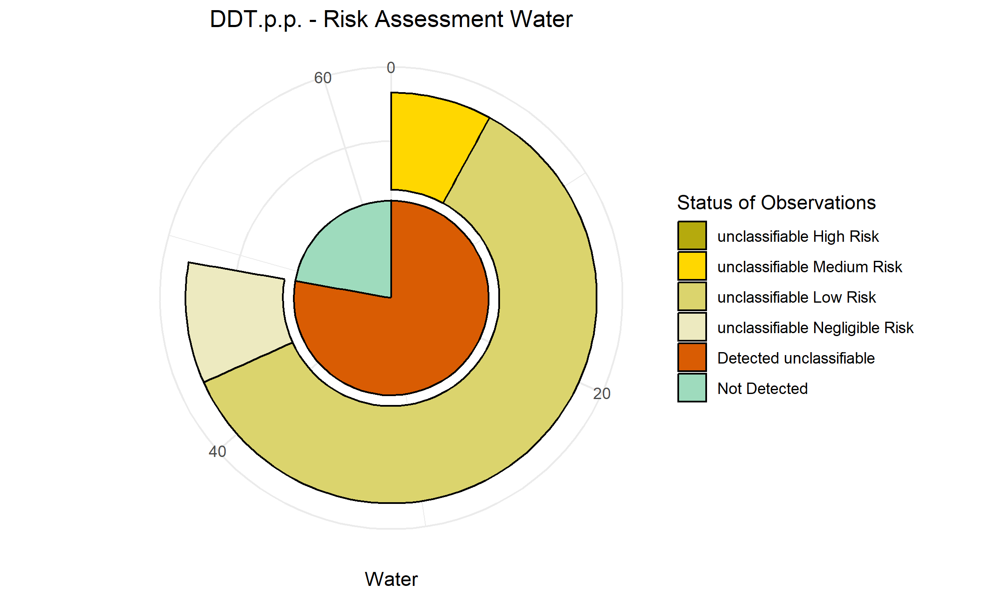 DDT.p.p. - Risk Assessment Water
0
60
20
40
Water
Status of Observations
unclassifiable High Risk
unclassifiable Medium Risk
unclassifiable Low Risk
unclassifiable Negligible Risk
Detected unclassifiable
Not Detected